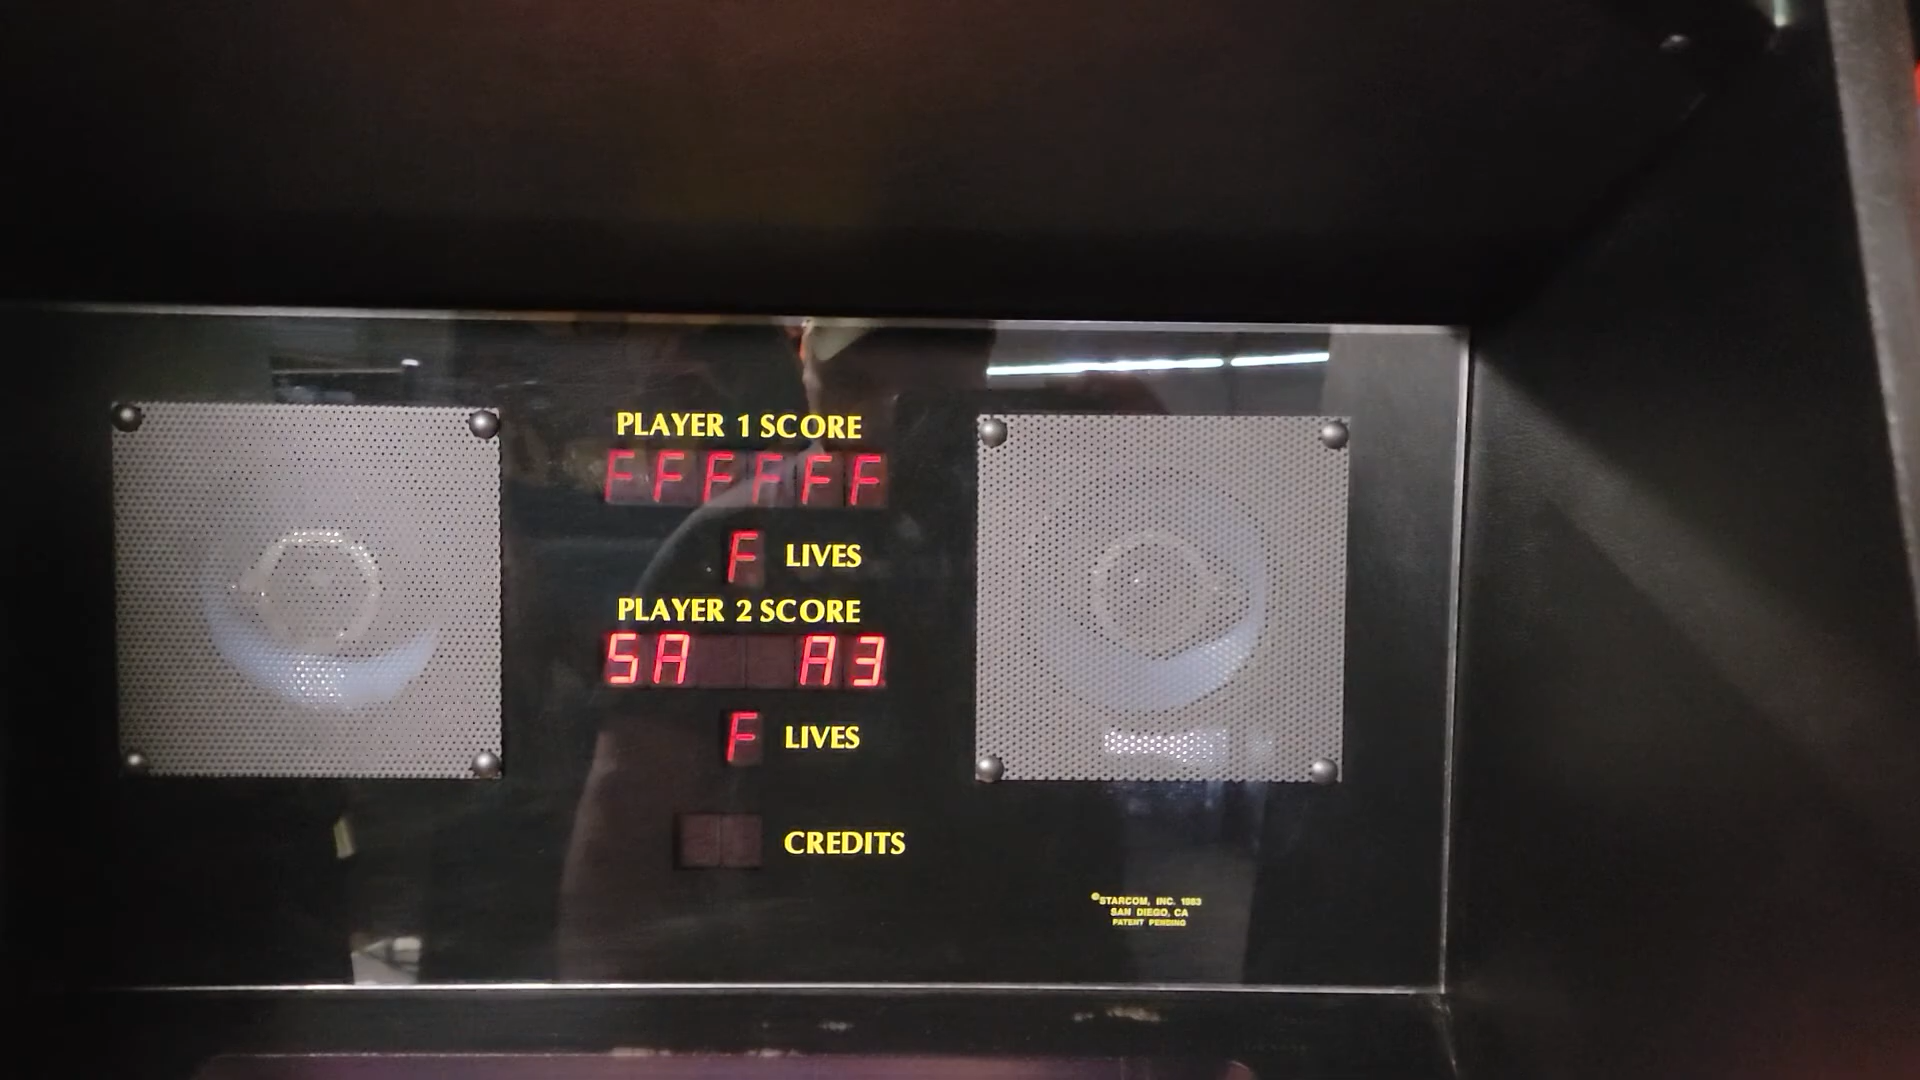 PLAYER 1 SCORE
FFFFFF
F LIVES
PLAYER 2 SCORE
5A A3
F LIVES
CREDITS
©STARCOM, INC. 1983
SAN DIEGO, CA
PATENT PENDING